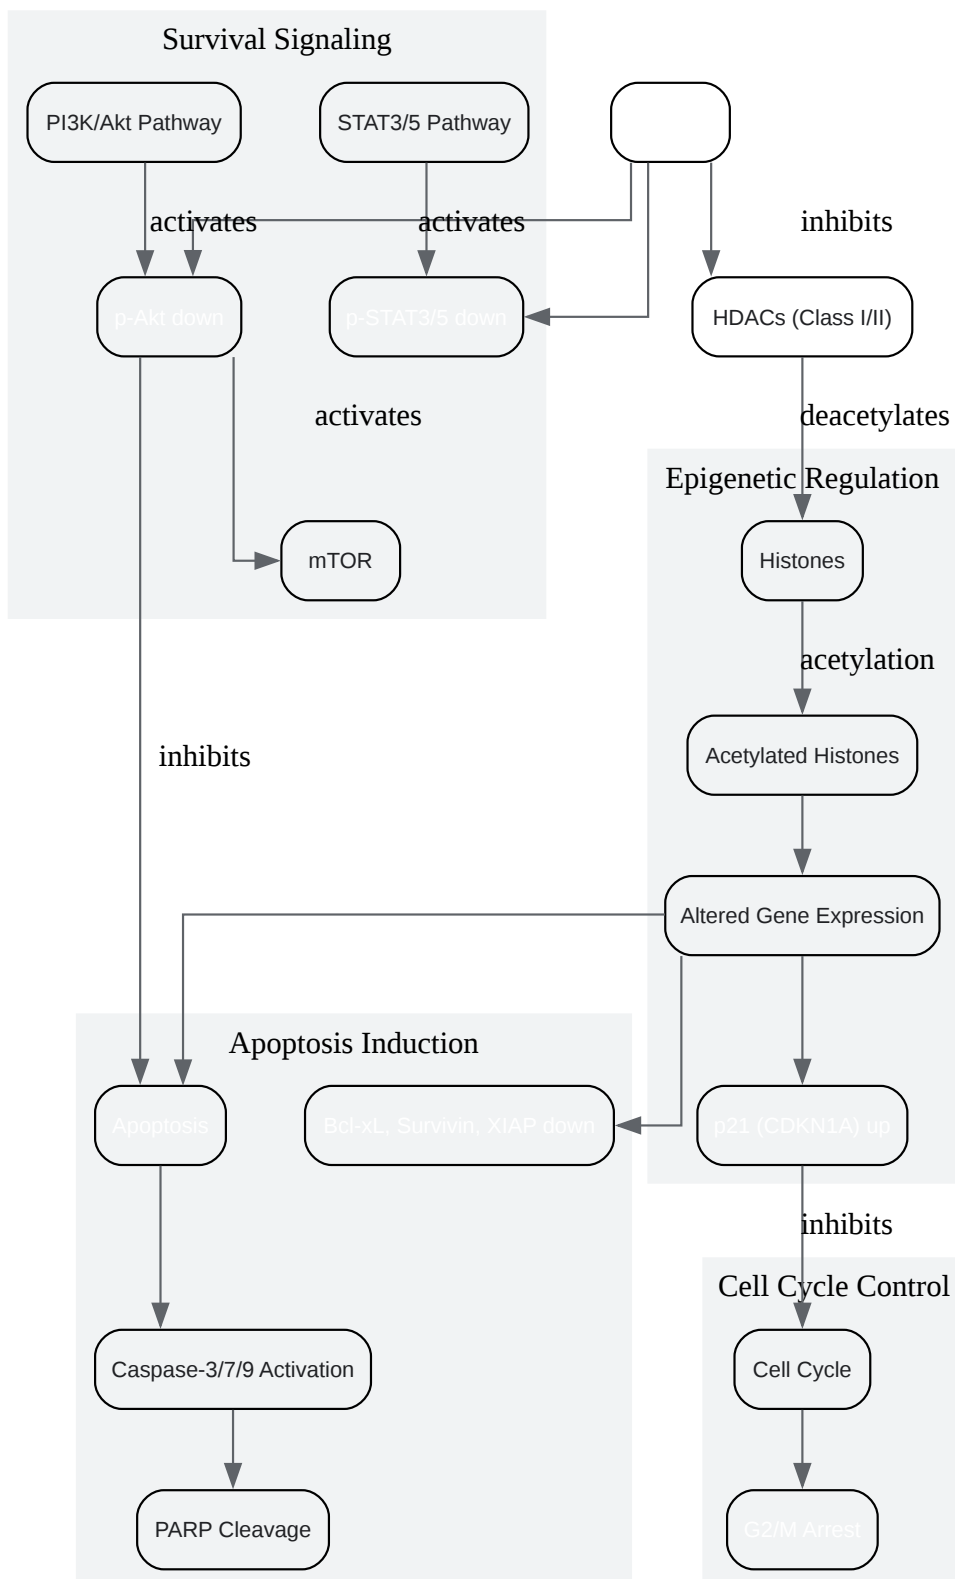 Survival Signaling
PI3K/Akt Pathway
STAT3/5 Pathway
activates
activates
inhibits
p-Akt down
p-STAT3/5 down
HDACs (Class I/II)
activates
deacetylates
Epigenetic Regulation
mTOR
Histones
acetylation
inhibits
Acetylated Histones
Altered Gene Expression
Apoptosis Induction
Apoptosis
Bcl-xL, Survivin, XIAP down
p21 (CDKN1A) up
inhibits
Cell Cycle Control
Caspase-3/7/9 Activation
Cell Cycle
PARP Cleavage
G2/M Arrest